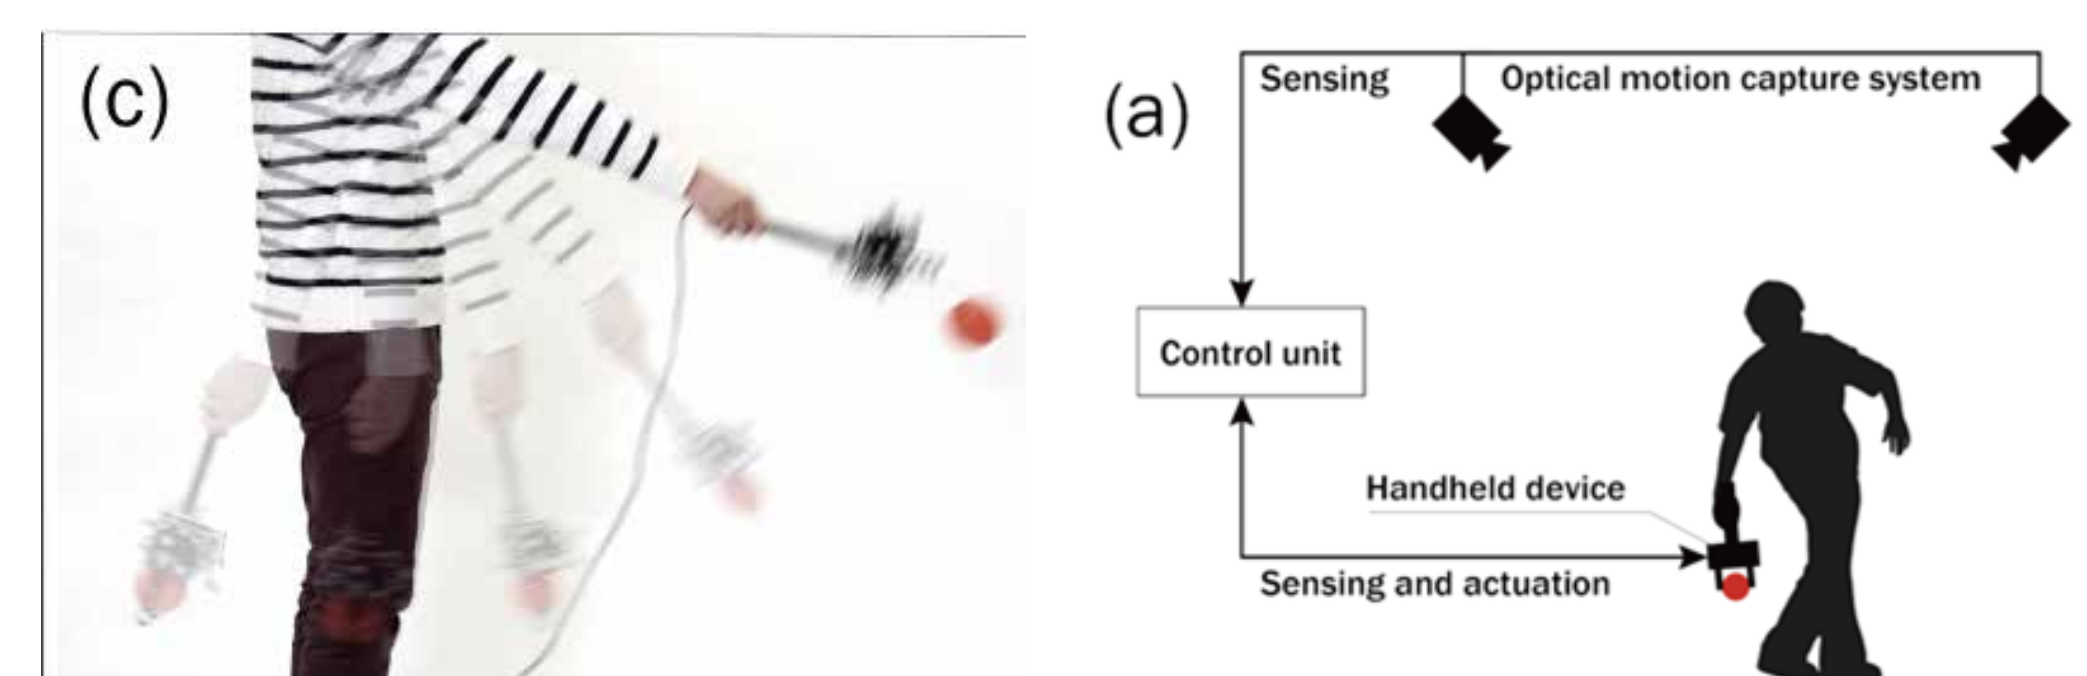 (c)
(a)
Sensing
Optical motion capture system
Control unit
Handheld device
Sensing and actuation